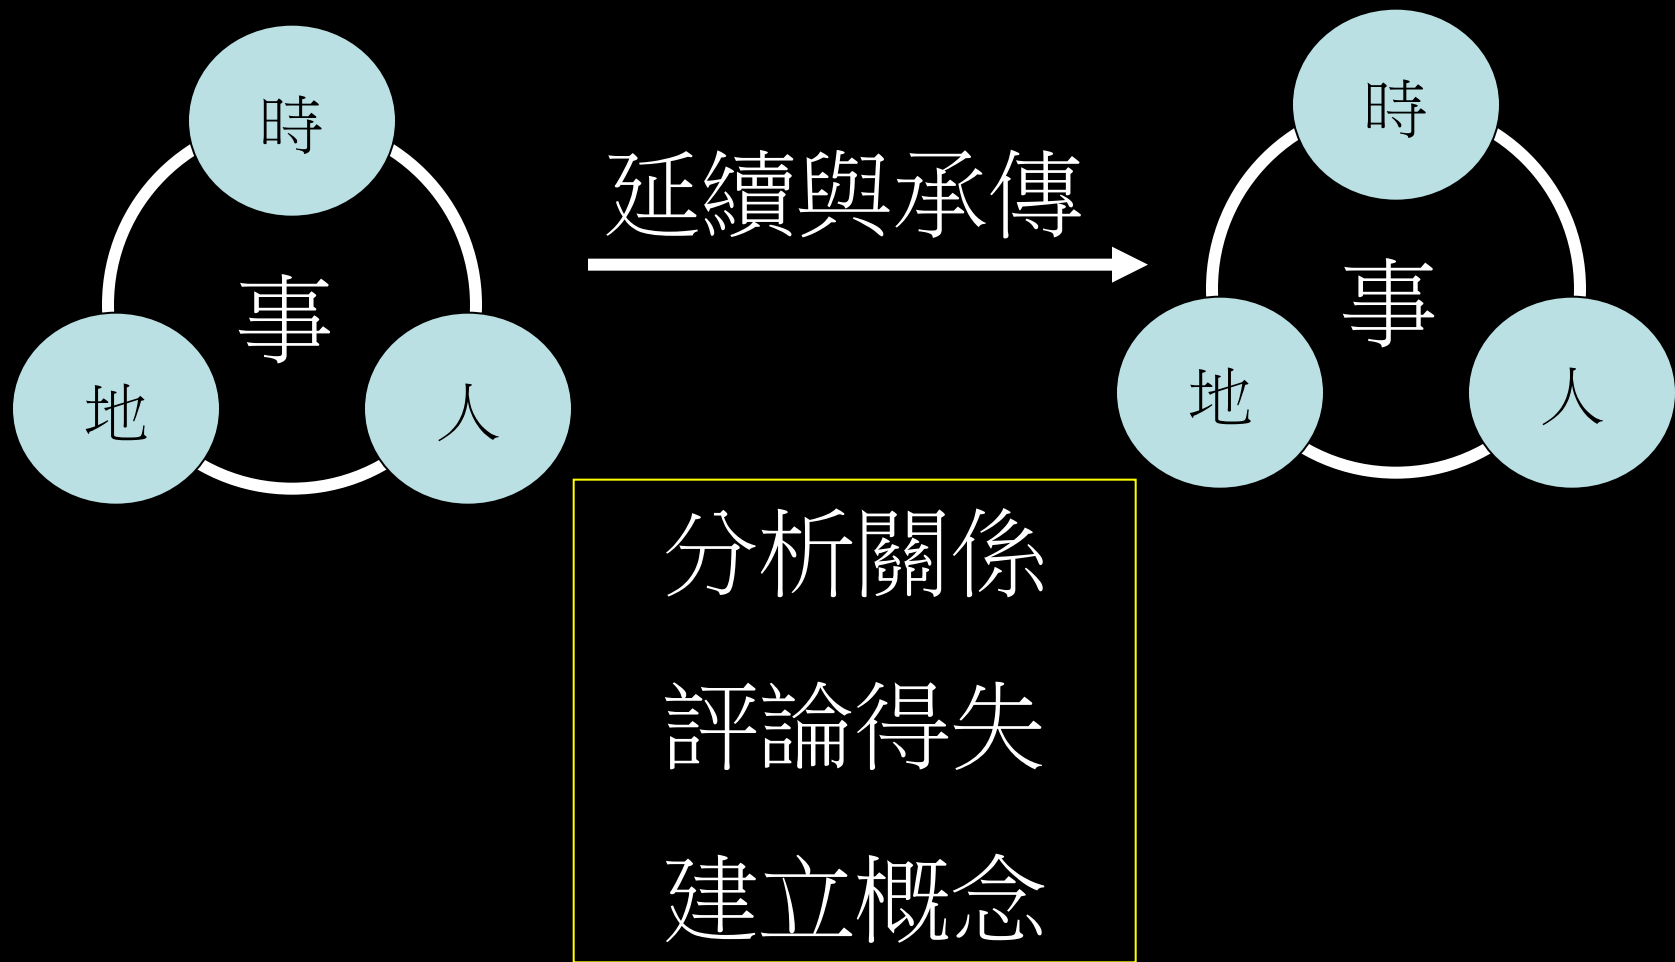 時
事
地
人
延續與承傳
時
事
地
人
分析關係
評論得失
建立概念